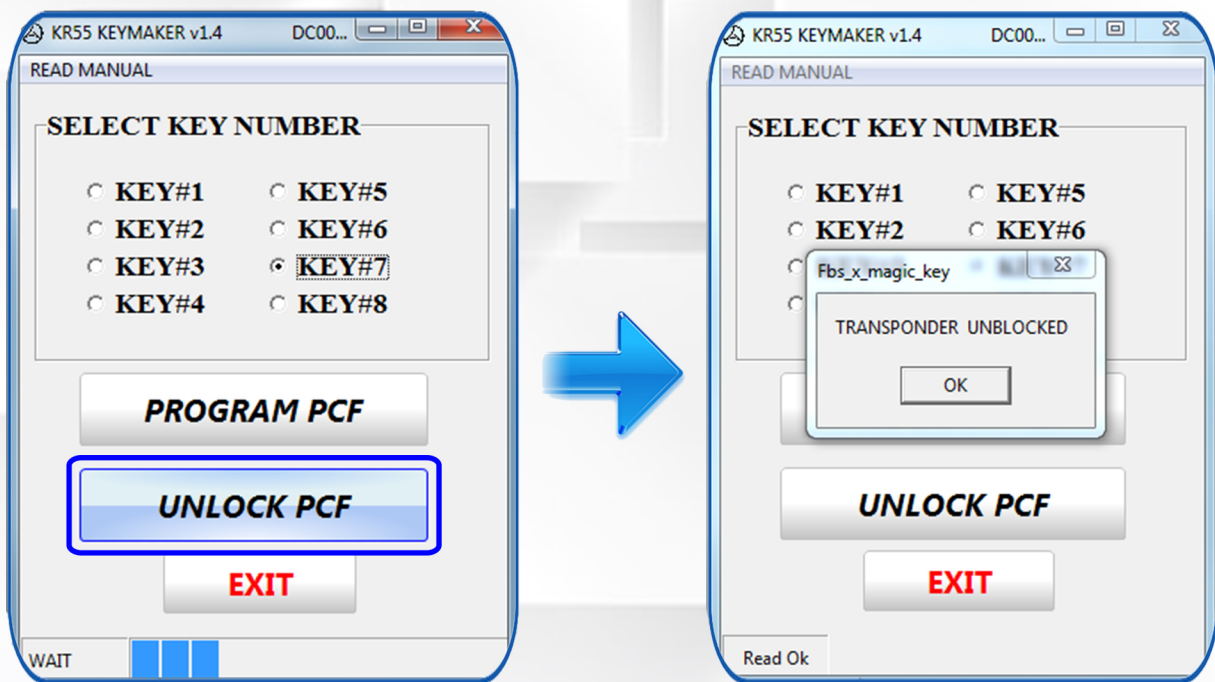 KR55 KEYMAKER v1.4 DC00...
READ MANUAL
SELECT KEY NUMBER
KEY#1 KEY#5
KEY#2 KEY#6
KEY#3 KEY#7
KEY#4 KEY#8
PROGRAM PCF
UNLOCK PCF
EXIT
WAIT
KR55 KEYMAKER v1.4 DC00...
READ MANUAL
SELECT KEY NUMBER
KEY#1 KEY#5
KEY#2 KEY#6
Fbs_x_magic_key
TRANSPONDER UNBLOCKED
OK
UNLOCK PCF
EXIT
Read Ok